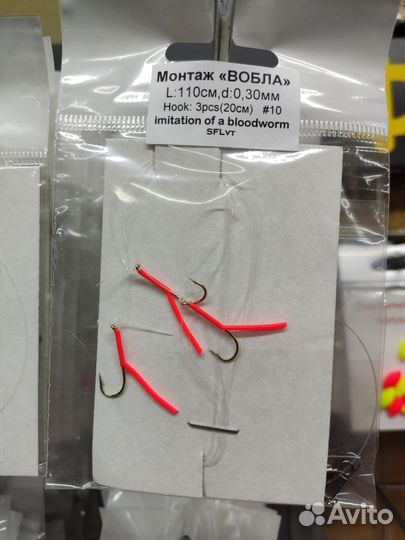 Монтаж «ВОБЛА»
L:110см,d:0,30мм
Hook: 3pcs(20см) #10
imitation of a bloodworm
SFLYT
Avito